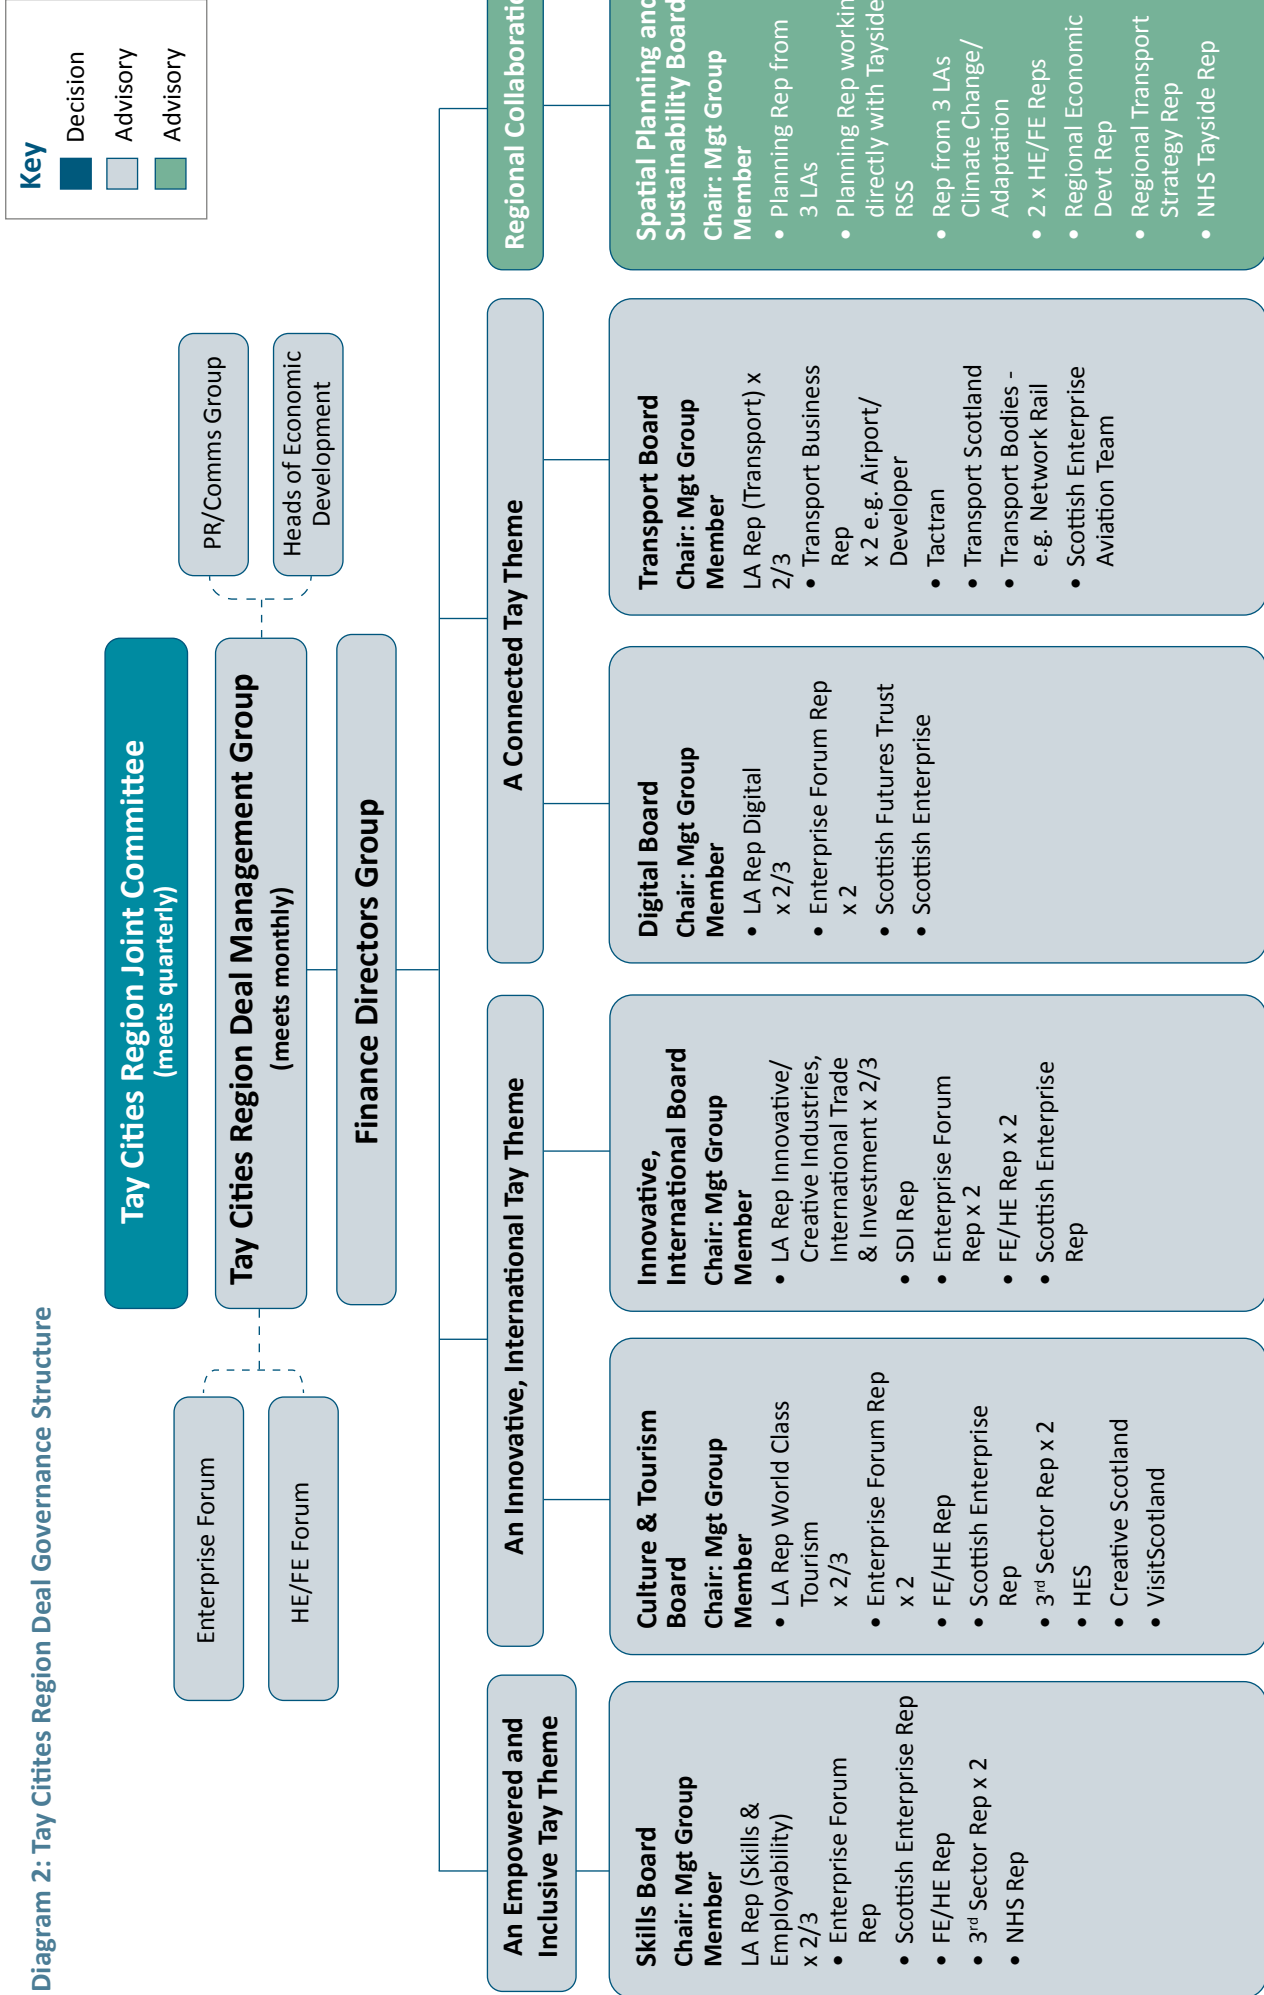 Diagram 2: Tay Citites Region Deal Governance Structure
Key
Decision
Advisory
Advisory
Tay Cities Region Joint Committee
(meets quarterly)
Enterprise Forum
HE/FE Forum
Tay Cities Region Deal Management Group
(meets monthly)
PR/Comms Group
Heads of Economic
Development
Finance Directors Group
An Empowered and
Inclusive Tay Theme
An Innovative, International Tay Theme
A Connected Tay Theme
Regional Collaboratio
Skills Board
Chair: Mgt Group
Member
LA Rep (Skills &
Employability)
x 2/3
• Enterprise Forum
Rep
• Scottish Enterprise Rep
• FE/HE Rep
• 3rd Sector Rep x 2
• NHS Rep
Culture & Tourism
Board
Chair: Mgt Group
Member
• LA Rep World Class
Tourism
x 2/3
• Enterprise Forum Rep
x 2
• FE/HE Rep
• Scottish Enterprise
Rep
• 3rd Sector Rep x 2
• HES
• Creative Scotland
• VisitScotland
Innovative,
International Board
Chair: Mgt Group
Member
• LA Rep Innovative/
Creative Industries,
International Trade
& Investment x 2/3
• SDI Rep
• Enterprise Forum
Rep x 2
• FE/HE Rep x 2
• Scottish Enterprise
Rep
Digital Board
Chair: Mgt Group
Member
• LA Rep Digital
x 2/3
• Enterprise Forum Rep
x 2
• Scottish Futures Trust
• Scottish Enterprise
Transport Board
Chair: Mgt Group
Member
LA Rep (Transport) x
2/3
• Transport Business
Rep
x 2 e.g. Airport/
Developer
• Tactran
• Transport Scotland
• Transport Bodies -
e.g. Network Rail
• Scottish Enterprise
Aviation Team
Spatial Planning and
Sustainability Board
Chair: Mgt Group
Member
• Planning Rep from
3 LAs
• Planning Rep workin
directly with Tayside
RSS
• Rep from 3 LAs
Climate Change/
Adaptation
• 2 x HE/FE Reps
• Regional Economic
Devt Rep
• Regional Transport
Strategy Rep
• NHS Tayside Rep